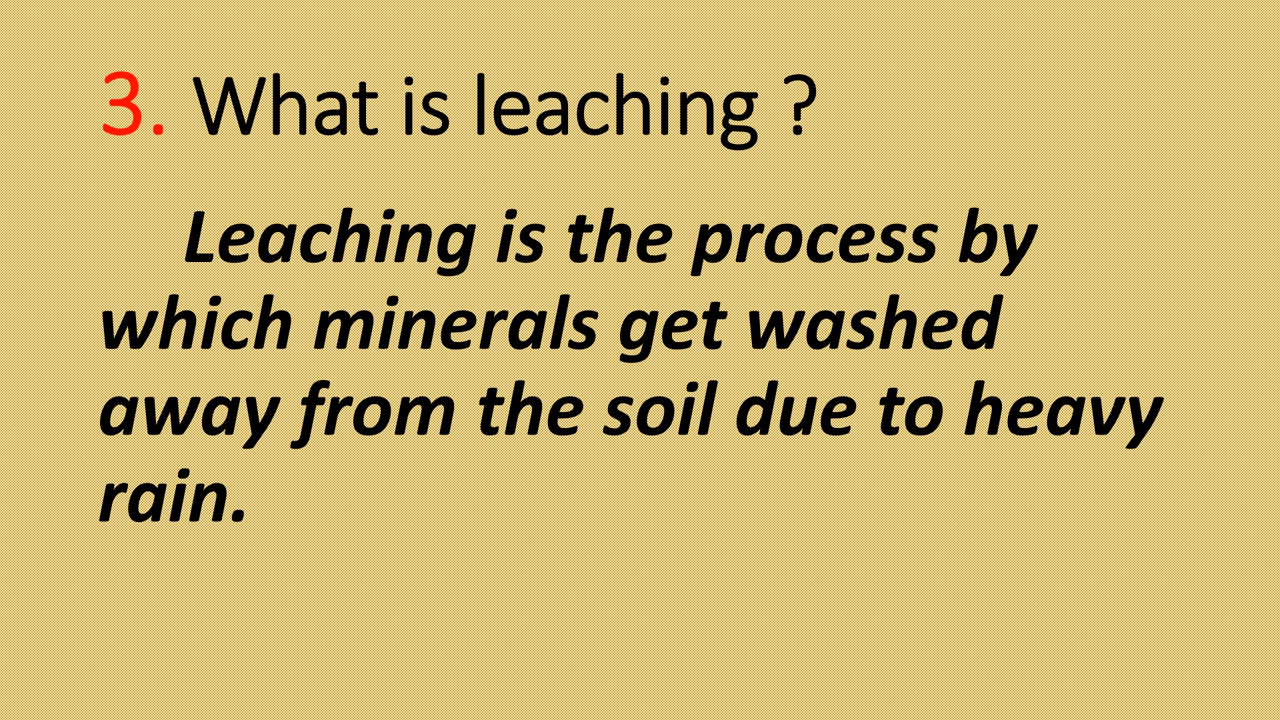 3. What is leaching ?
Leaching is the process by
which minerals get washed
away from the soil due to heavy
rain.